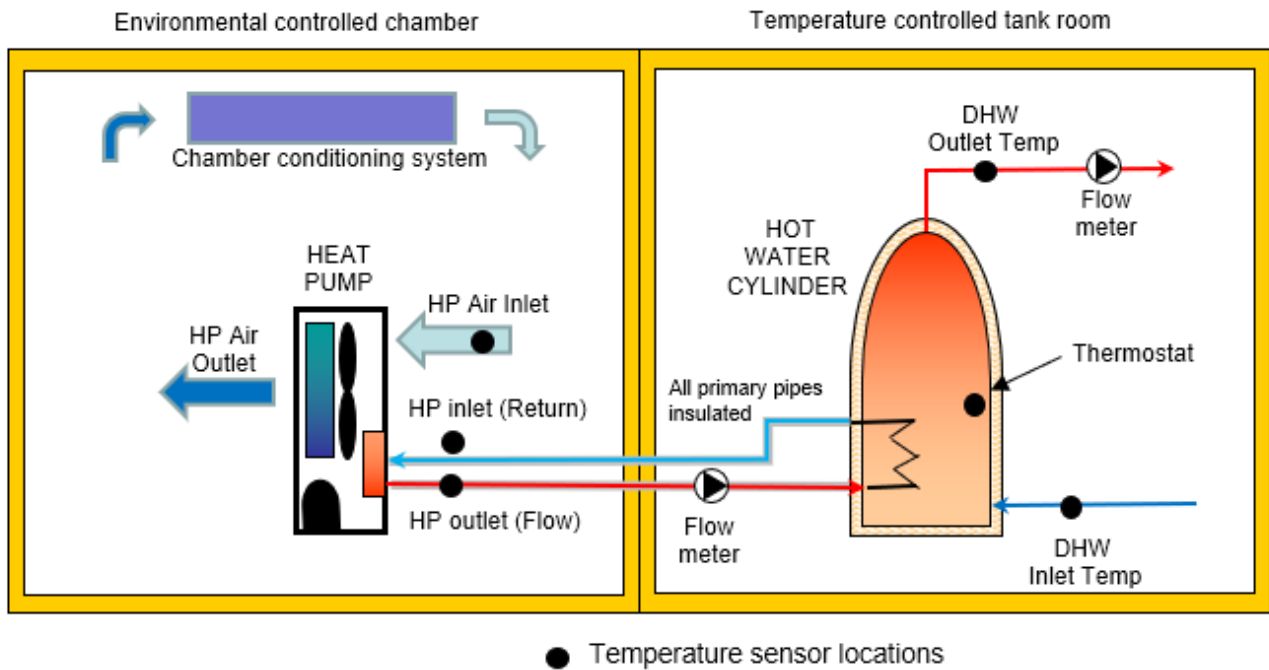 Environmental controlled chamber
Temperature controlled tank room
Chamber conditioning system
DHW
Outlet Temp
Flow
meter
HOT
WATER
CYLINDER
HEAT
PUMP
HP Air Inlet
HP Air
Outlet
Thermostat
All primary pipes
insulated
HP inlet (Return)
HP outlet (Flow)
Flow
meter
DHW
Inlet Temp
Temperature sensor locations